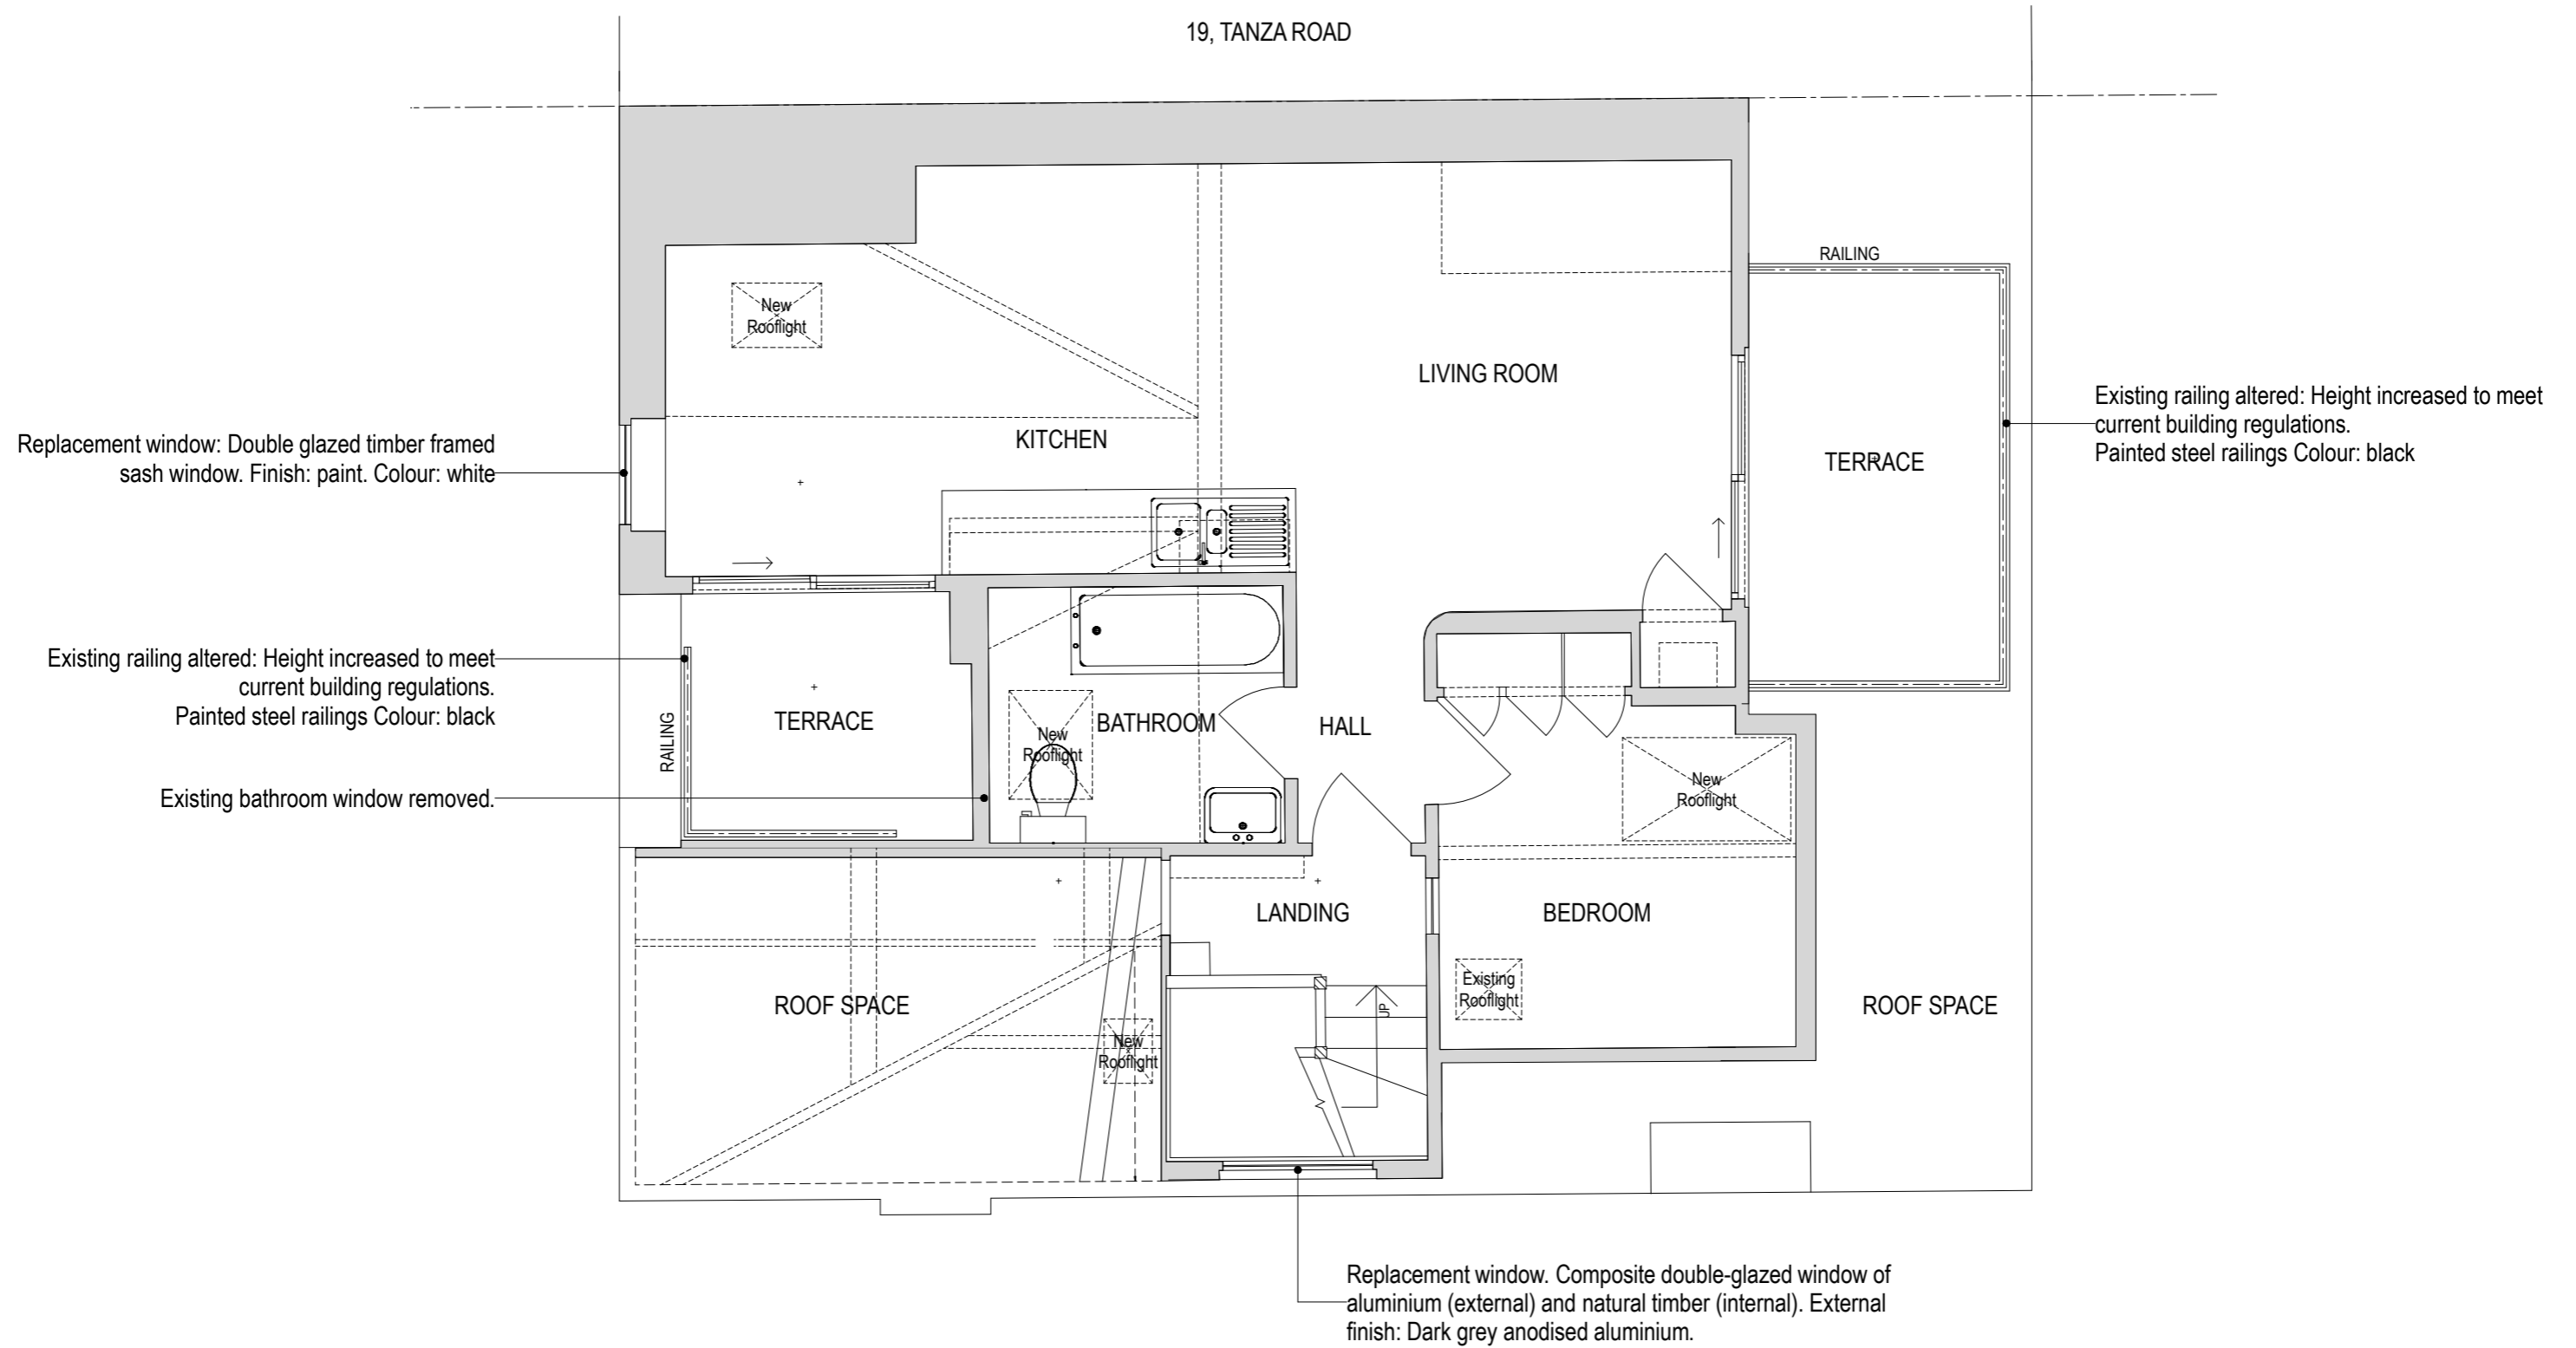 19, TANZA ROAD
RAILING
New
Rooflight
LIVING ROOM
Existing railing altered: Height increased to meet
current building regulations.
Painted steel railings Colour: black
KITCHEN
Replacement window: Double glazed timber framed
sash window. Finish: paint. Colour: white
TERRACE
Existing railing altered: Height increased to meet
current building regulations.
Painted steel railings Colour: black
RAILING
TERRACE
BATHROOM
New
Rooflight
HALL
New
Rooflight
Existing bathroom window removed.
LANDING
BEDROOM
Existing
Rooflight
ROOF SPACE
UP
ROOF SPACE
New
Rooflight
Replacement window. Composite double-glazed window of
aluminium (external) and natural timber (internal). External
finish: Dark grey anodised aluminium.